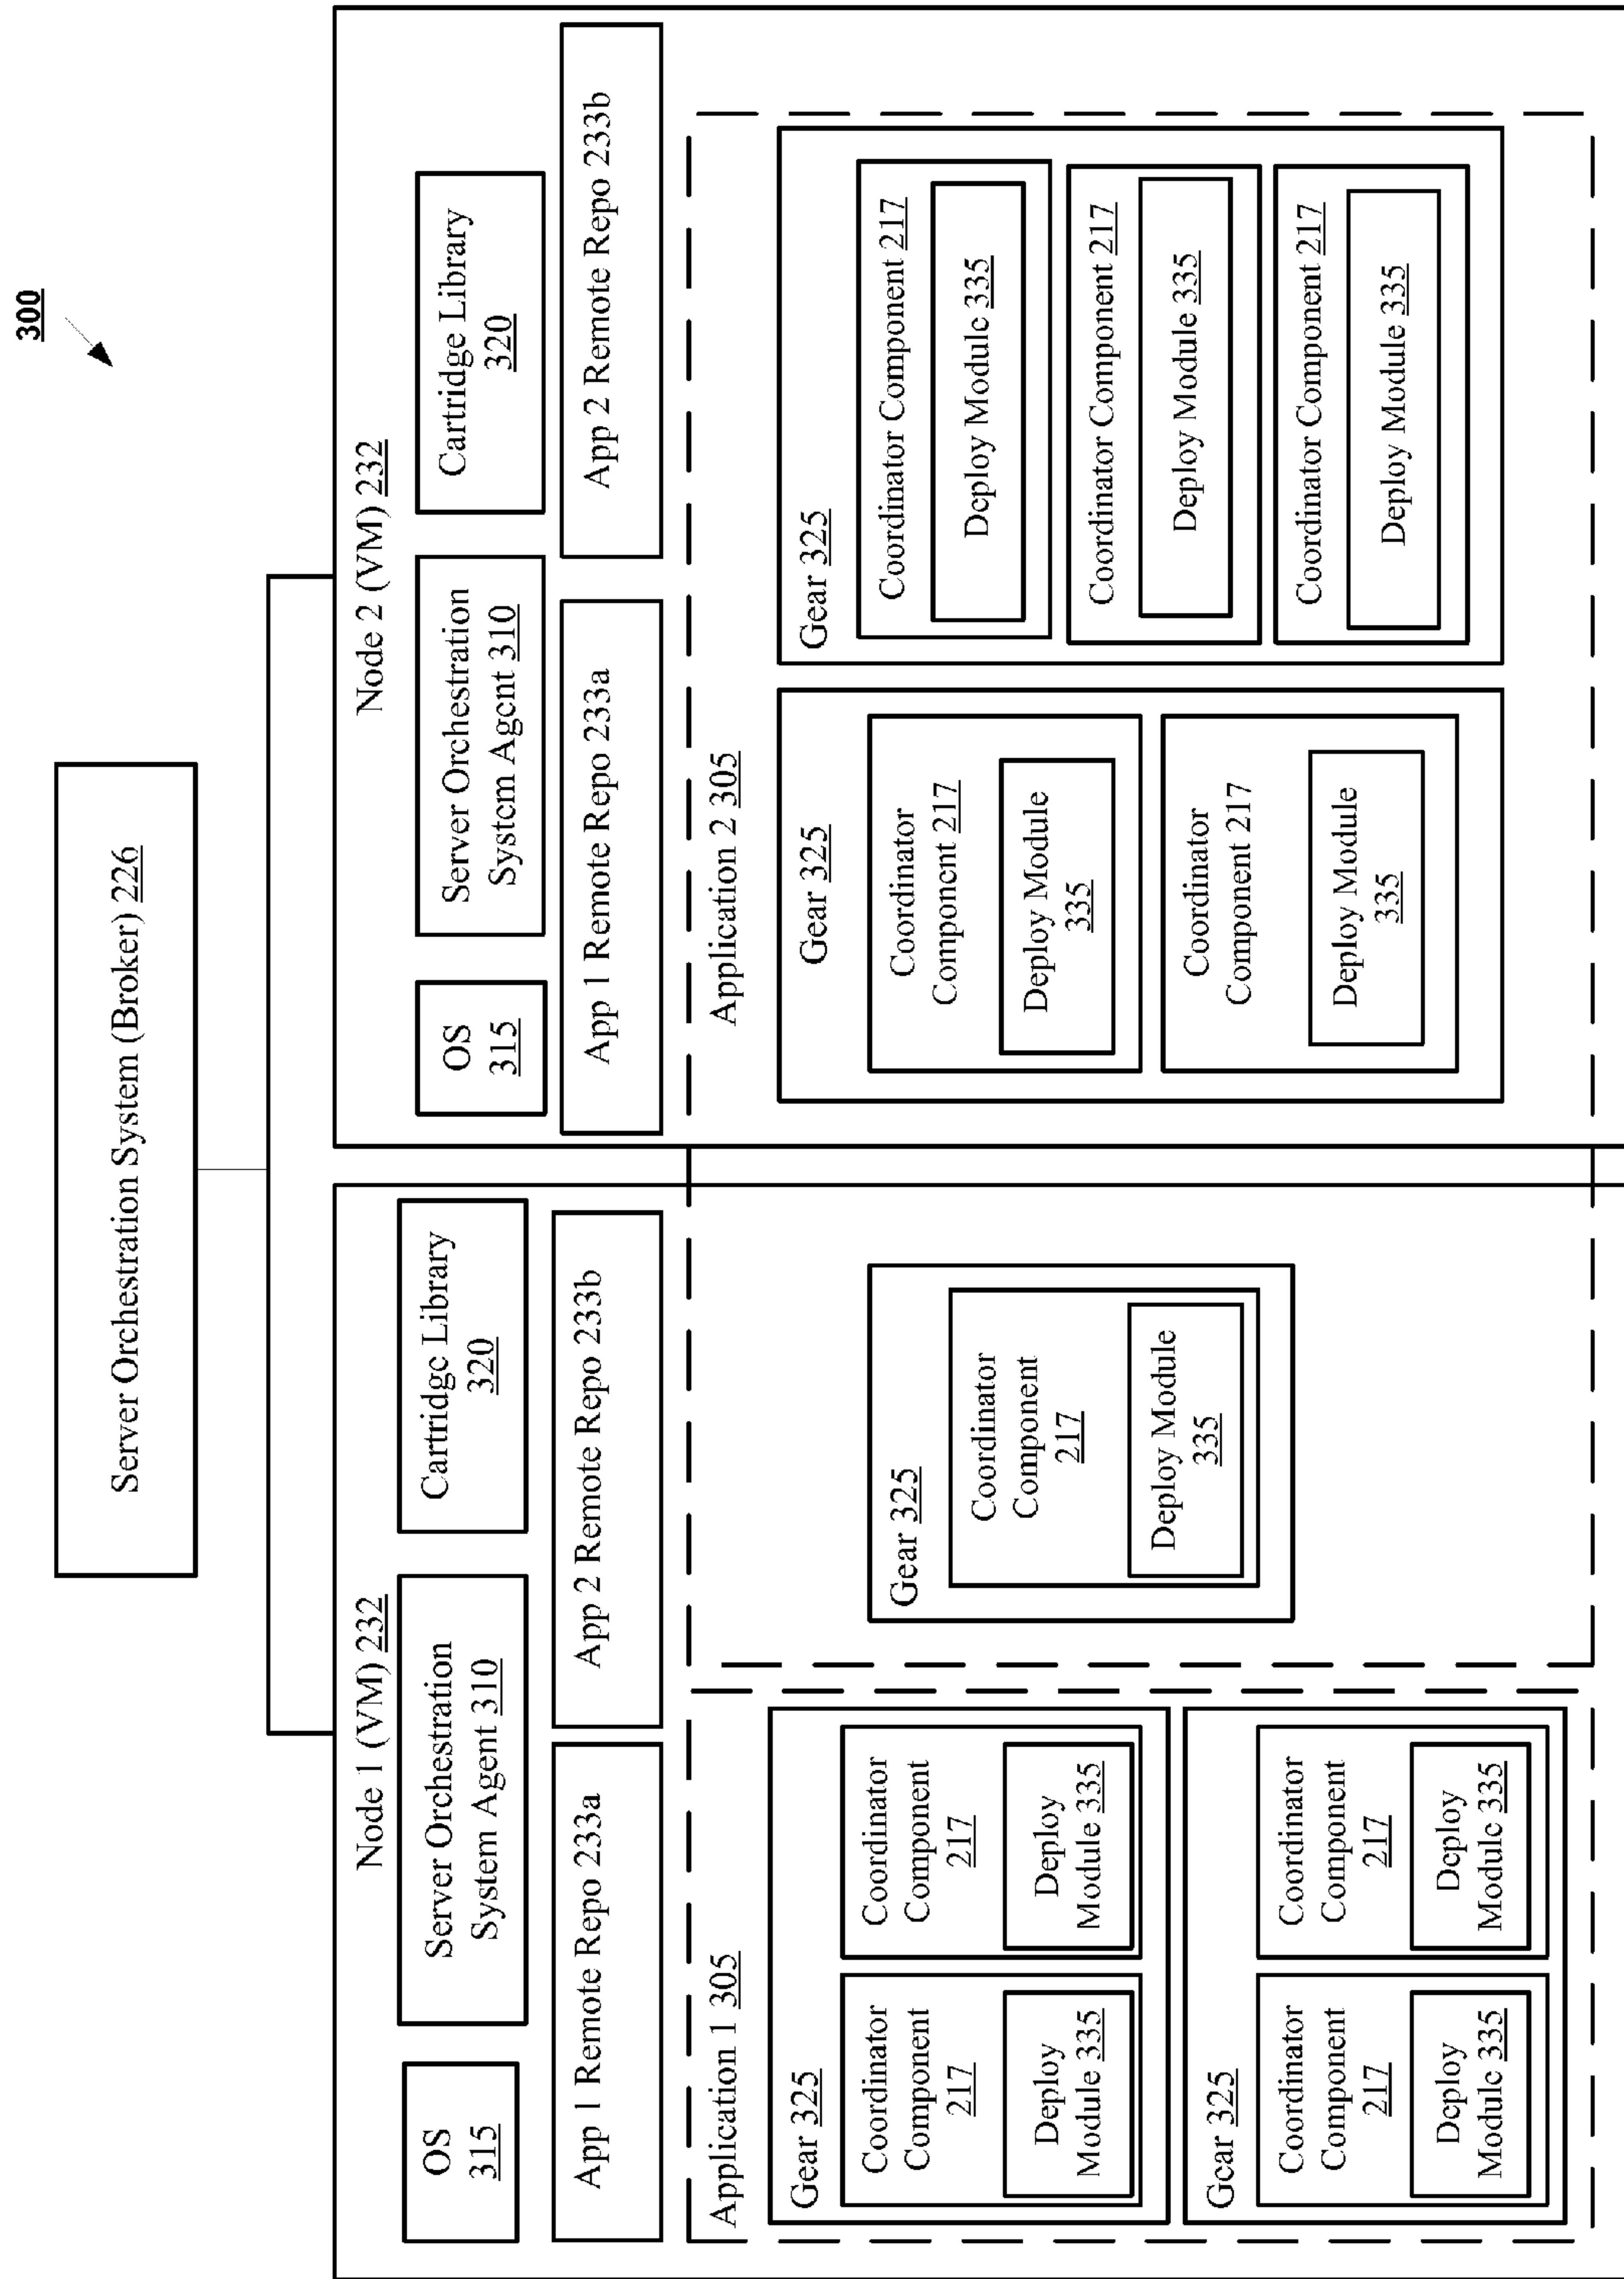 300
Server Orchestration System (Broker) 226
Node 1 (VM) 232
OS
315
Server Orchestration
System Agent 310
Cartridge Library
320
App 1 Remote Repo 233a
App 2 Remote Repo 233b
Application 1 305
Gear 325
Coordinator
Component
217
Deploy
Module 335
Coordinator
Component
217
Deploy
Module 335
Gear 325
Coordinator
Component
217
Deploy
Module 335
Coordinator
Component
217
Deploy
Module 335
Gear 325
Coordinator
Component
217
Deploy Module
335
Node 2 (VM) 232
OS
315
Server Orchestration
System Agent 310
Cartridge Library
320
App 1 Remote Repo 233a
App 2 Remote Repo 233b
Application 2 305
Gear 325
Coordinator
Component 217
Deploy Module
335
Coordinator
Component 217
Deploy Module
335
Gear 325
Coordinator Component 217
Deploy Module 335
Coordinator Component 217
Deploy Module 335
Coordinator Component 217
Deploy Module 335